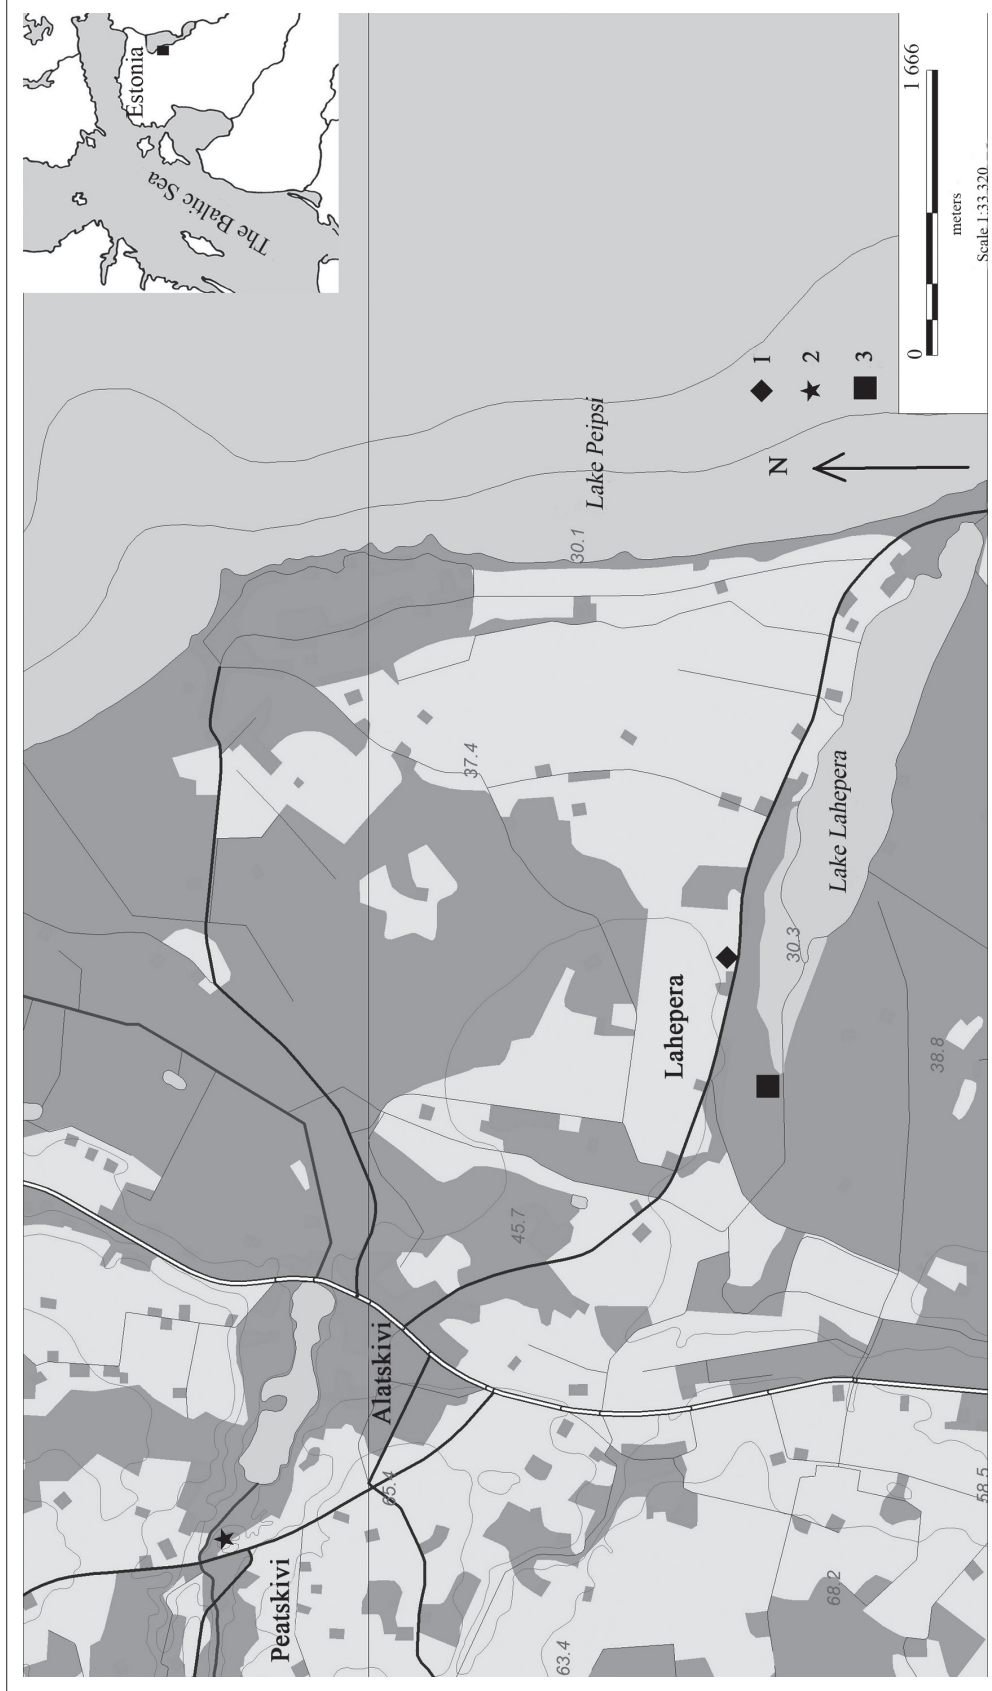 Estonia
The Baltic Sea
1 666
0
meters
Scale 1:33 320
1
2
3
N
Lake Peipsi
30.1
37.4
Lake Lahepera
30.3
Lahepera
38.8
45.7
Alatskivi
65.4
Peatskivi
58.5
68.2
63.4